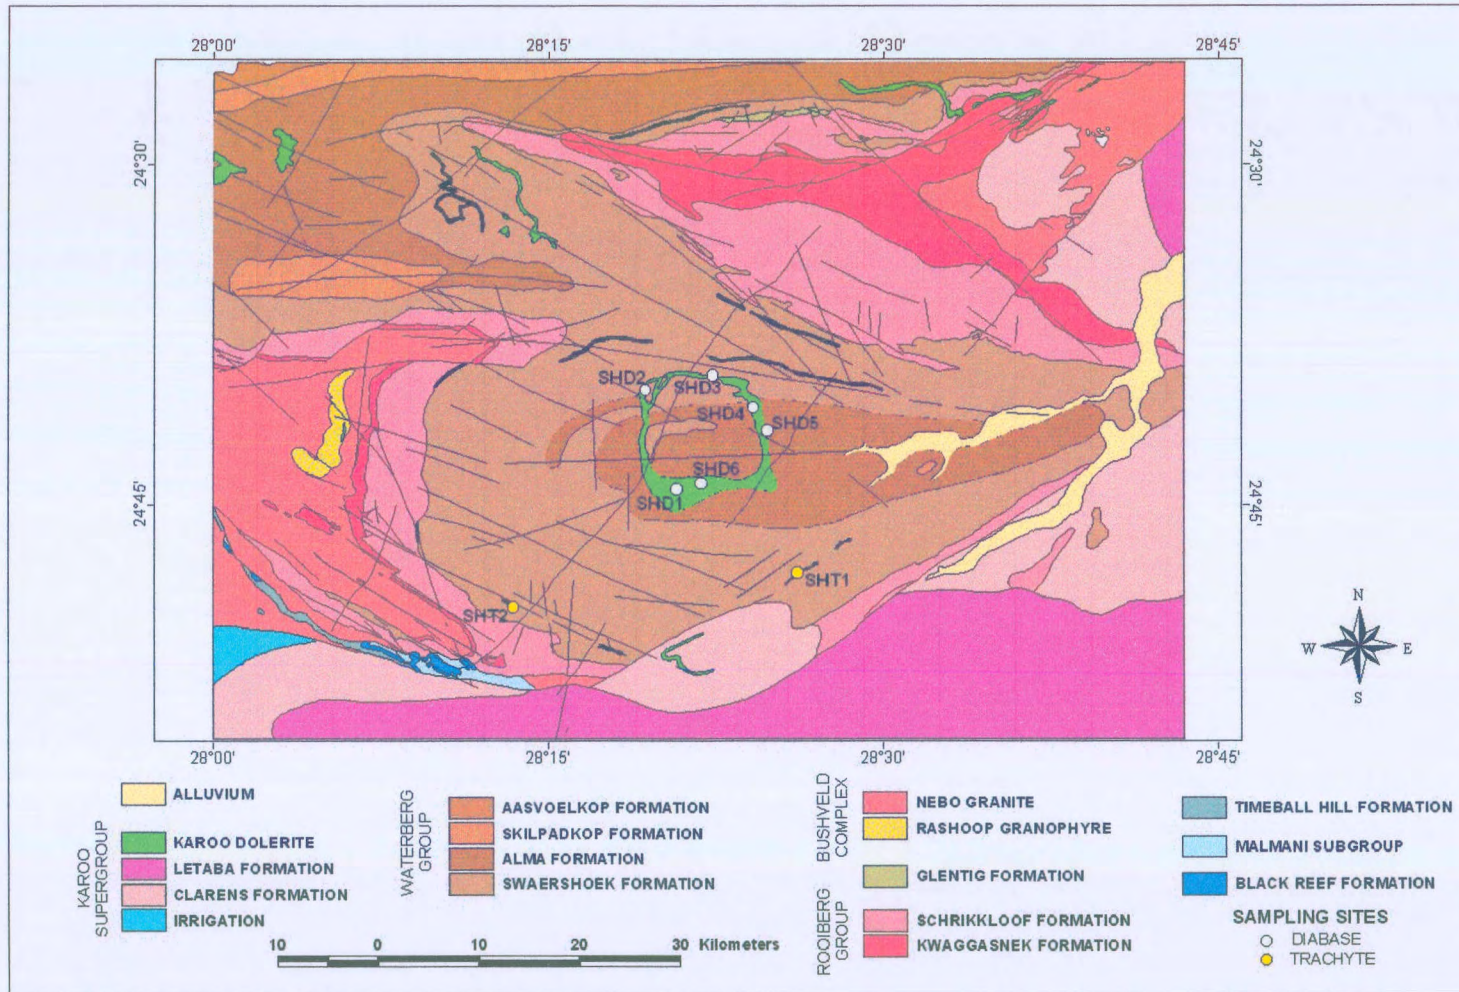 28°00' 28°15' 28°30' 28°45'
24°30' 24°30'
SHD2 SHD3
SHD4
SHD5
SHD6
SHD1
24°45' 24°45'
SHT1
SHT2
N
W E
S
28°00' 28°15' 28°30' 28°45'
ALLUVIUM
KAROO
SUPERGROUP
KAROO DOLERITE
LETABA FORMATION
CLARENS FORMATION
IRRIGATION
WATERBERG
GROUP
AASVOELKOP FORMATION
SKILPADKOP FORMATION
ALMA FORMATION
SWAERSHOEK FORMATION
BUSHVELD
COMPLEX
NEBO GRANITE
RASHOOP GRANOPHYRE
GLENTIG FORMATION
ROOIBERG
GROUP
SCHRIKKLOOF FORMATION
KWAGGASNEK FORMATION
TIMEBALL HILL FORMATION
MALMANI SUBGROUP
BLACK REEF FORMATION
SAMPLING SITES
DIABASE
TRACHYTE
10 0 10 20 30 Kilometers